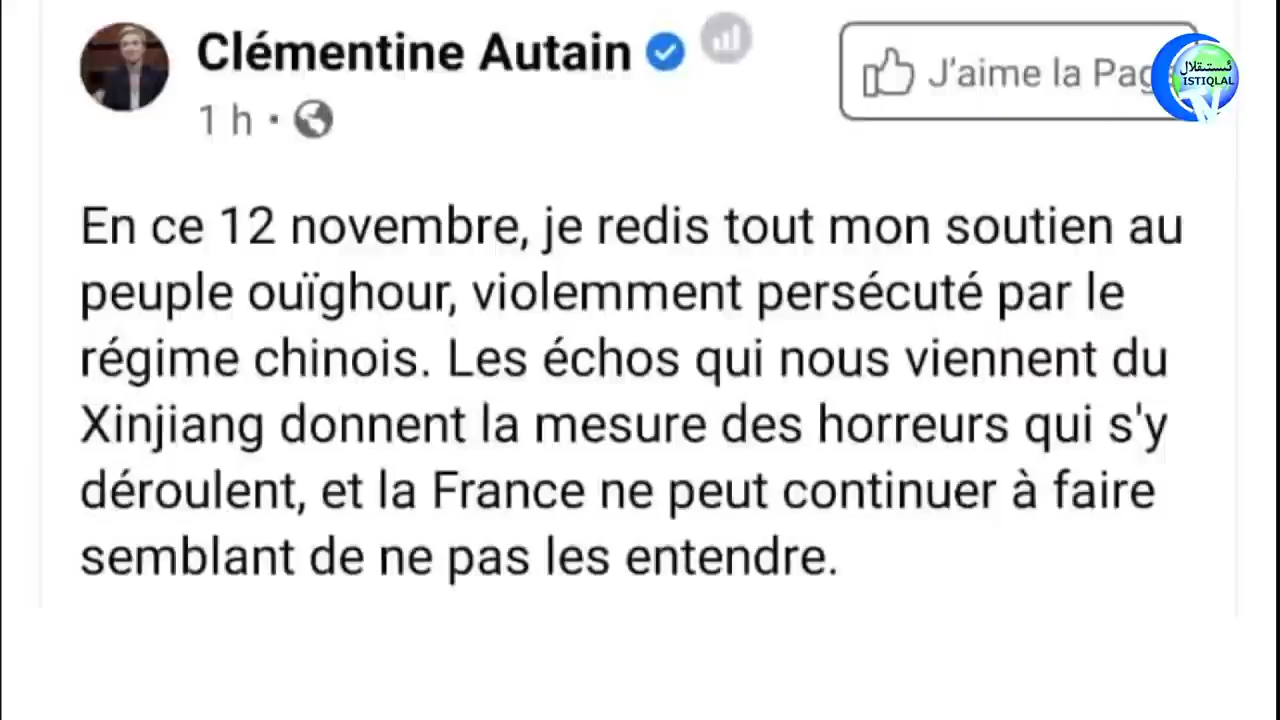 Clémentine Autain
1 h
J'aime la Pag
ئىستىقلال
ISTIQLAL
En ce 12 novembre, je redis tout mon soutien au
peuple ouïghour, violemment persécuté par le
régime chinois. Les échos qui nous viennent du
Xinjiang donnent la mesure des horreurs qui s'y
déroulent, et la France ne peut continuer à faire
semblant de ne pas les entendre.